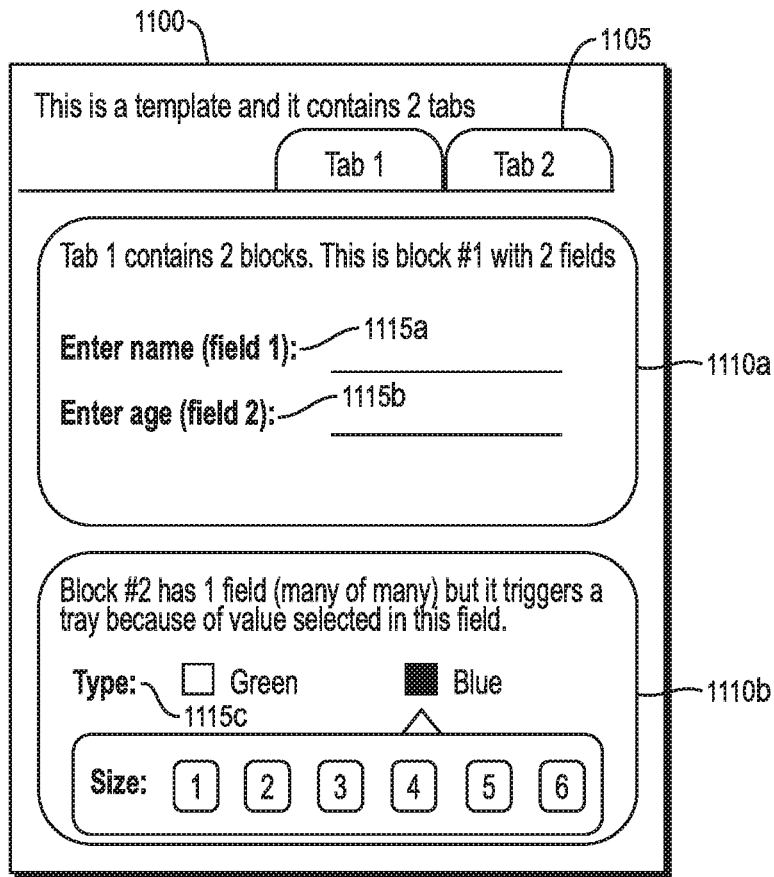 1100
1105
This is a template and it contains 2 tabs
Tab 1 Tab 2
Tab 1 contains 2 blocks. This is block #1 with 2 fields
1115a
Enter name (field 1):
1110a
1115b
Enter age (field 2):
Block #2 has 1 field (many of many) but it triggers a
tray because of value selected in this field.
Type: Green Blue
1110b
1115c
Size: 1 2 3 4 5 6